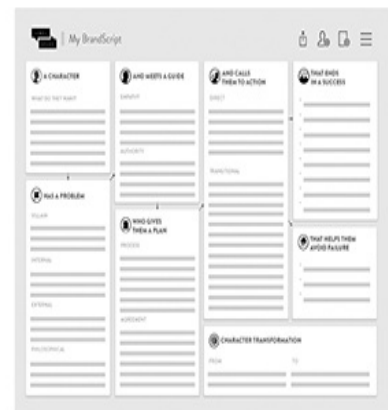 My BrandScript
A CHARACTER
WHAT DO THEY WANT?
HAS A PROBLEM
VILLAIN
INTERNAL
EXTERNAL
PHILOSOPHICAL
AND MEETS A GUIDE
EMPATHY
AUTHORITY
WHO GIVES
THEM A PLAN
PROCESS
AGREEMENT
AND CALLS
THEM TO ACTION
DIRECT
TRANSITIONAL
THAT ENDS
IN A SUCCESS
THAT HELPS THEM
AVOID FAILURE
CHARACTER TRANSFORMATION
FROM
TO